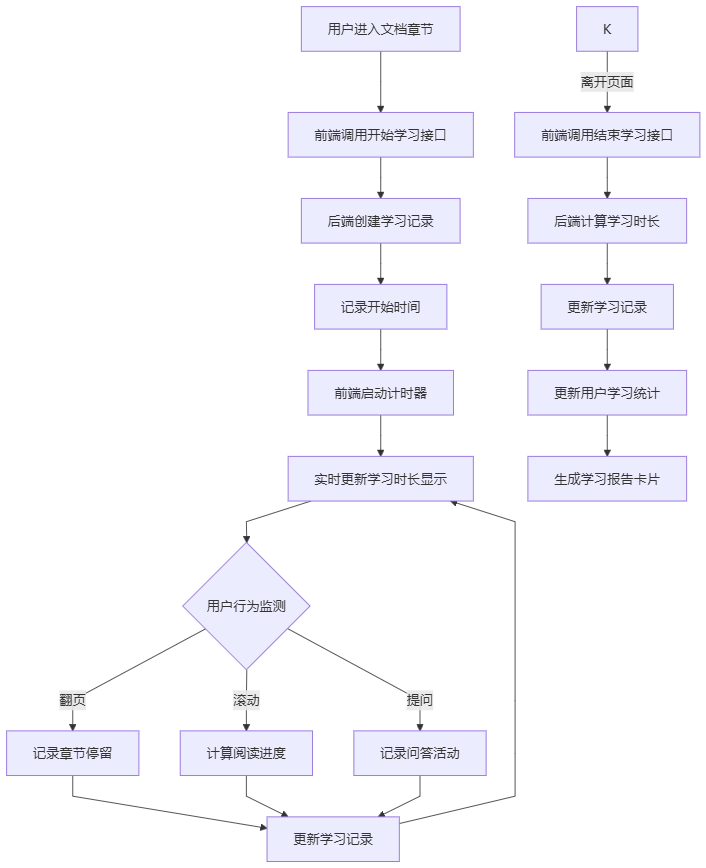 用户进入文档章节
前端调用开始学习接口
后端创建学习记录
记录开始时间
前端启动计时器
实时更新学习时长显示
用户行为监测
翻页
滚动
提问
记录章节停留
计算阅读进度
记录问答活动
更新学习记录
K
离开页面
前端调用结束学习接口
后端计算学习时长
更新学习记录
更新用户学习统计
生成学习报告卡片